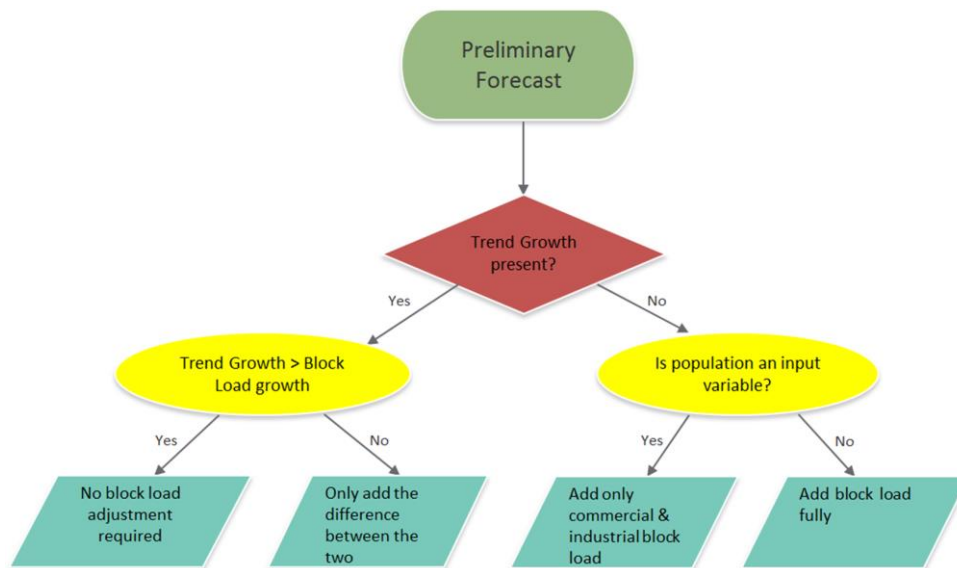 Preliminary
Forecast
Trend Growth
present?
Yes
No
Trend Growth > Block
Load growth
Is population an input
variable?
Yes
No
Yes
No
No block load
adjustment
required
Only add the
difference
between the
two
Add only
commercial &
industrial block
load
Add block load
fully